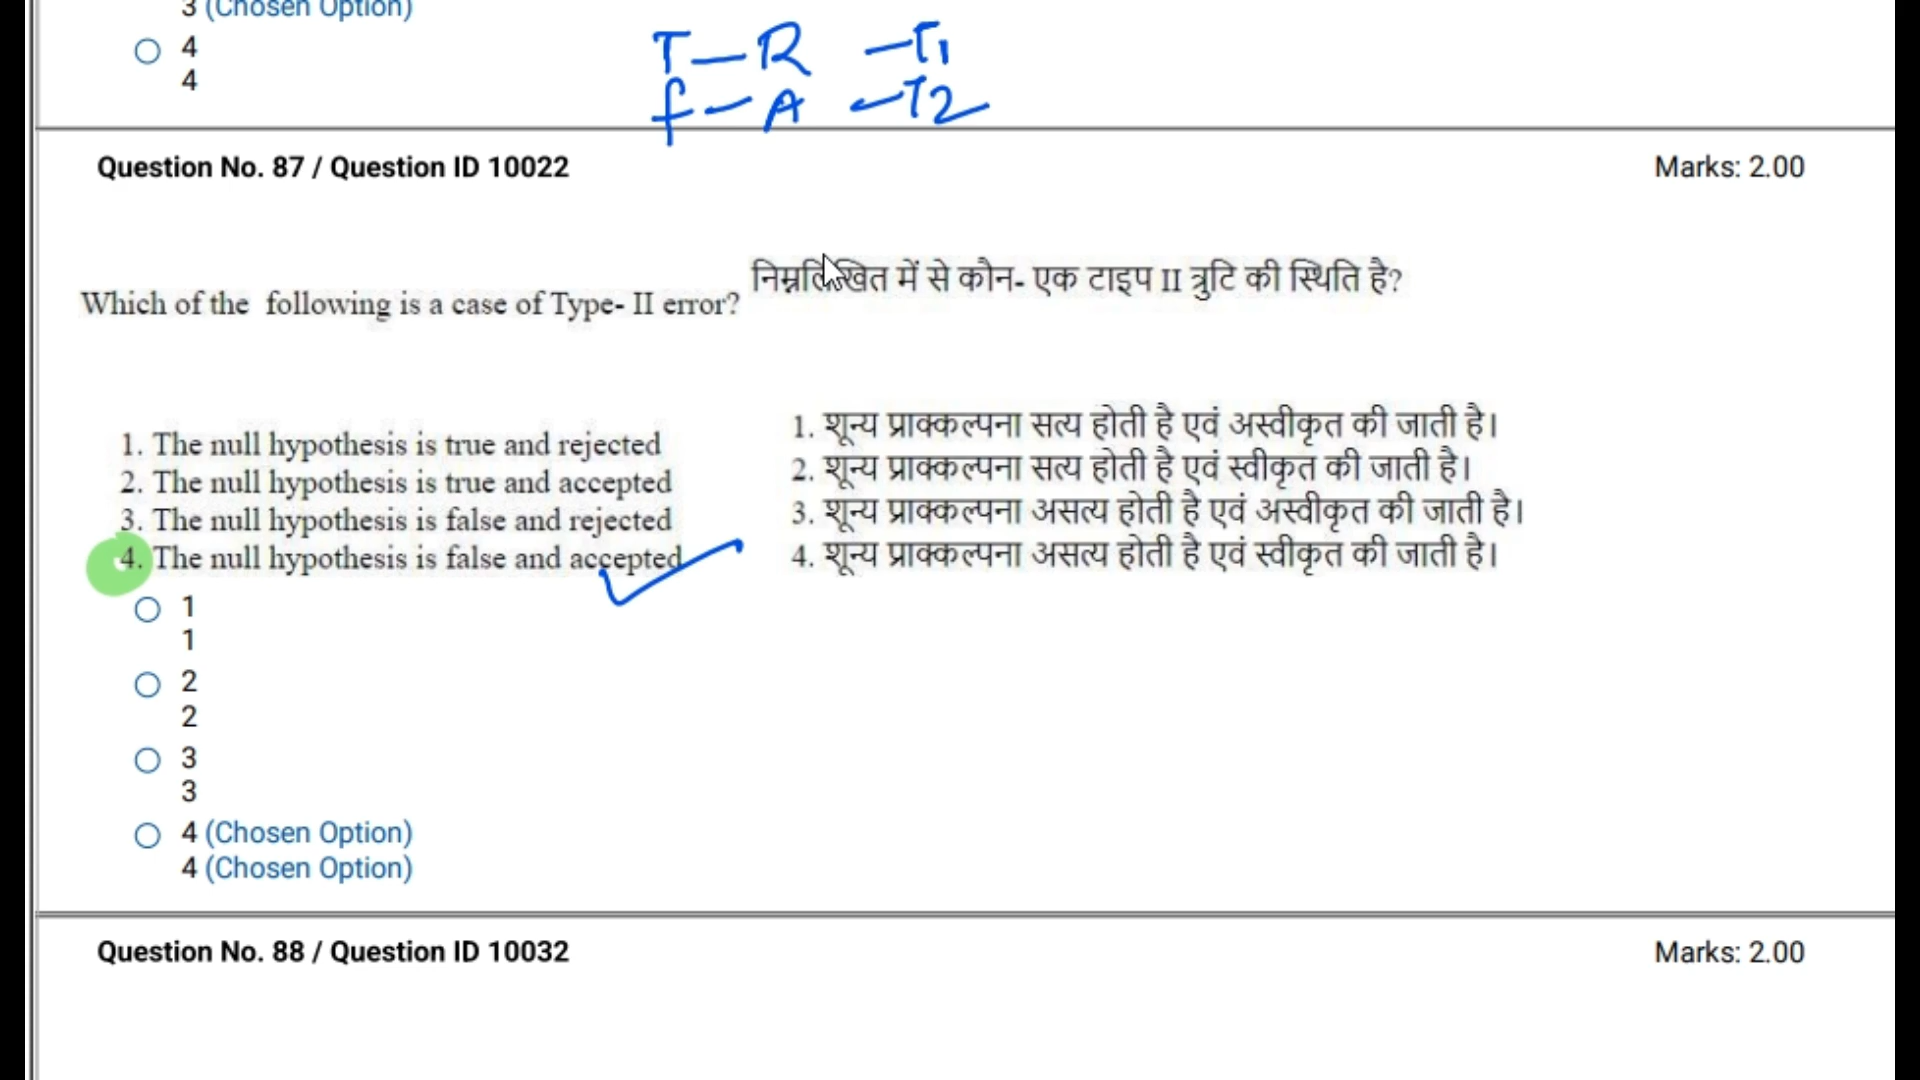 3 (Chosen Option)
4
4
T — R — T1
f — A — T2
Question No. 87 / Question ID 10022
Marks: 2.00
Which of the following is a case of Type- II error?
निम्नलिखित में से कौन- एक टाइप II त्रुटि की स्थिति है?
1. The null hypothesis is true and rejected
2. The null hypothesis is true and accepted
3. The null hypothesis is false and rejected
4. The null hypothesis is false and accepted
1. शून्य प्राक्कल्पना सत्य होती है एवं अस्वीकृत की जाती है।
2. शून्य प्राक्कल्पना सत्य होती है एवं स्वीकृत की जाती है।
3. शून्य प्राक्कल्पना असत्य होती है एवं अस्वीकृत की जाती है।
4. शून्य प्राक्कल्पना असत्य होती है एवं स्वीकृत की जाती है।
1
1
2
2
3
3
4 (Chosen Option)
4 (Chosen Option)
Question No. 88 / Question ID 10032
Marks: 2.00